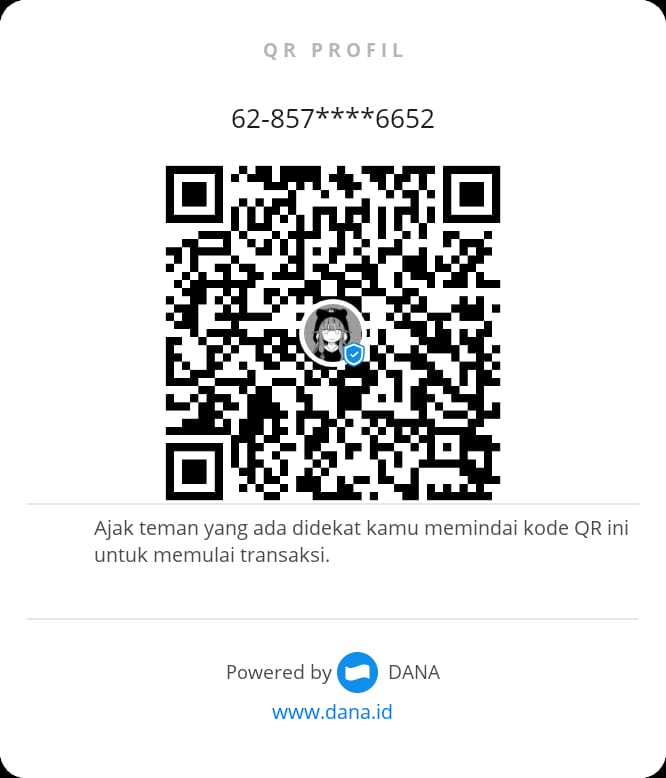 QR PROFIL
62-857****6652
Ajak teman yang ada didekat kamu memindai kode QR ini
untuk memulai transaksi.
Powered by DANA
www.dana.id